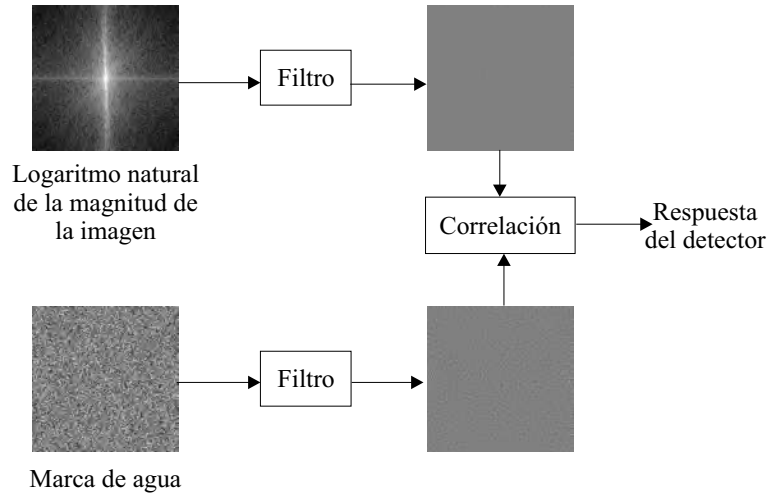 Filtro
Logaritmo natural
de la magnitud de
la imagen
Correlación
Respuesta
del detector
Filtro
Marca de agua